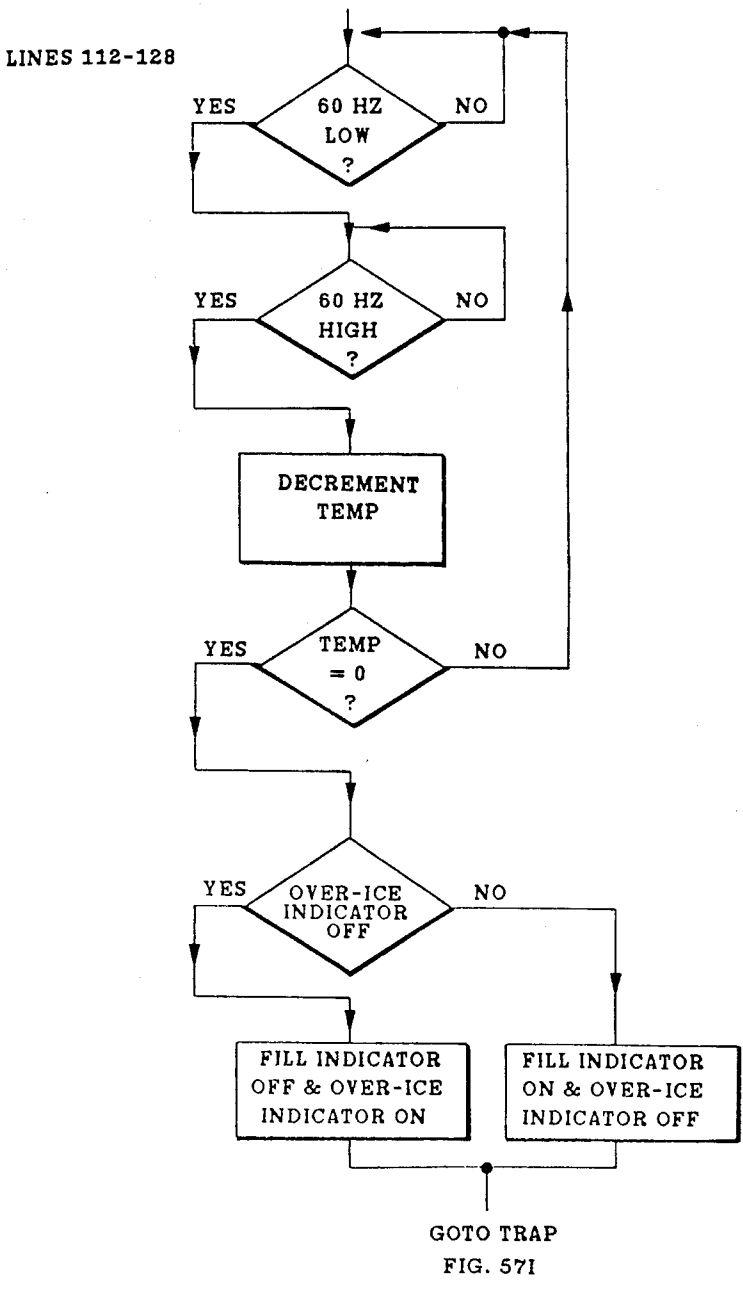 LINES 112-128
YES
60 HZ
LOW
?
NO
YES
60 HZ
HIGH
?
NO
DECREMENT
TEMP
YES
TEMP
= 0
?
NO
YES
OVER-ICE
INDICATOR
OFF
NO
FILL INDICATOR
OFF & OVER-ICE
INDICATOR ON
FILL INDICATOR
ON & OVER-ICE
INDICATOR OFF
GOTO TRAP
FIG. 57I